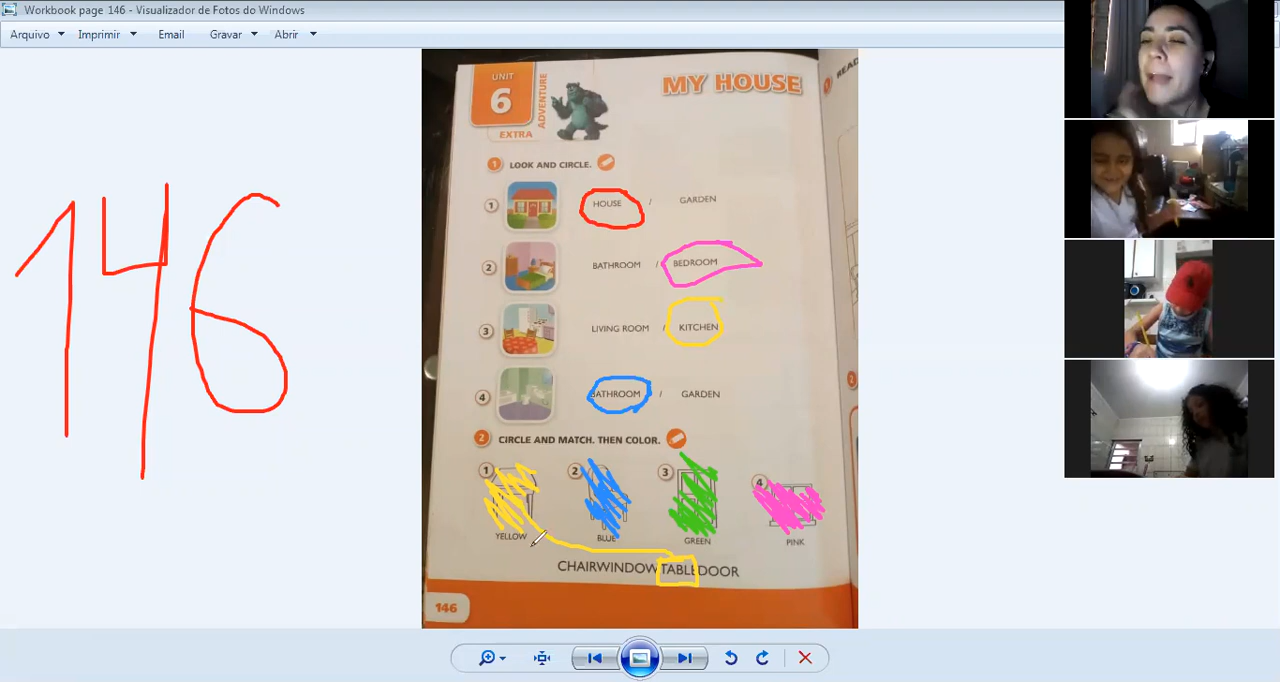 Workbook page 146 - Visualizador de Fotos do Windows
Arquivo Imprimir Email Gravar Abrir
UNIT
6
EXTRA
ADVENTURE
MY HOUSE
READ
1 LOOK AND CIRCLE.
1 HOUSE / GARDEN
2 BATHROOM / BEDROOM
3 LIVING ROOM / KITCHEN
4 BATHROOM / GARDEN
2 CIRCLE AND MATCH. THEN COLOR.
1 2 3 4
YELLOW BLUE GREEN PINK
CHAIRWINDOWTABLEDOOR
146
146